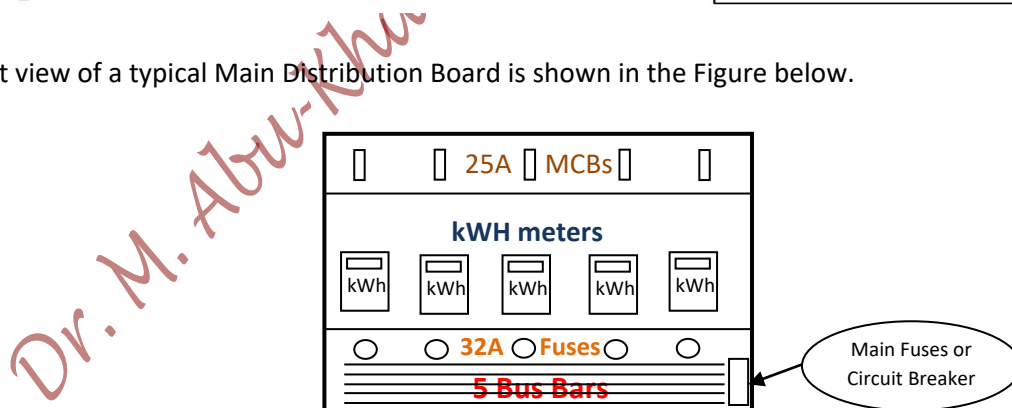 t view of a typical Main Distribution Board is shown in the Figure below.
25A MCBs
kWH meters
kWh kWh kWh kWh kWh
32A Fuses
Main Fuses or
Circuit Breaker
5 Bus Bars
Dr. M. Abu-Kha